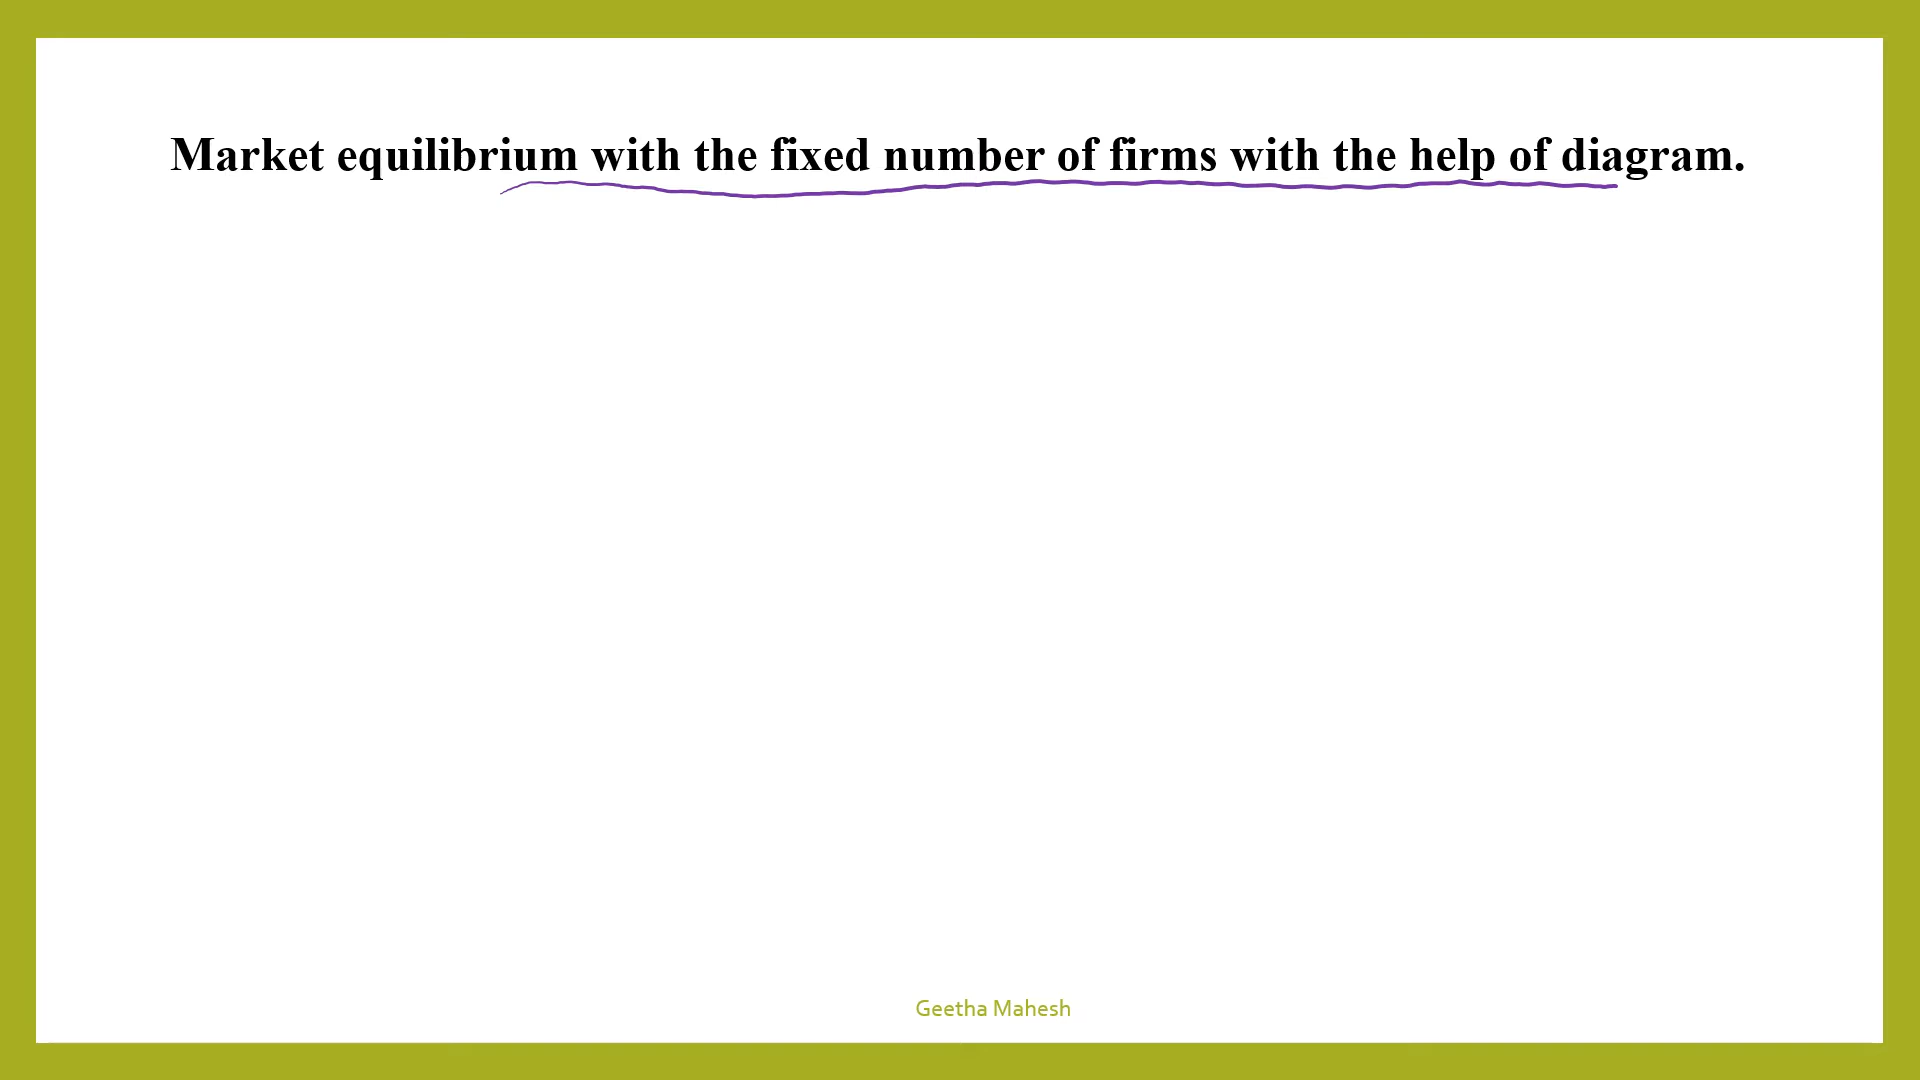 Market equilibrium with the fixed number of firms with the help of diagram.
Geetha Mahesh